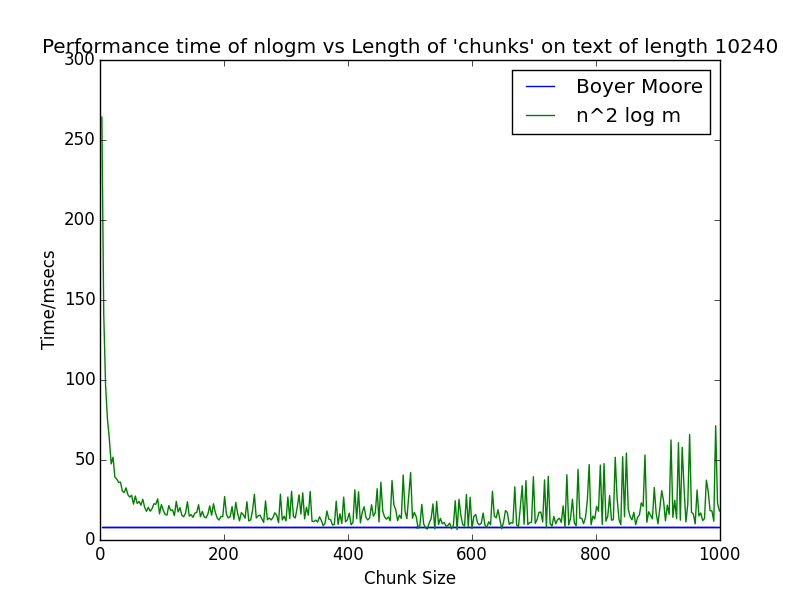 Performance time of nlogm vs Length of 'chunks' on text of length 10240
300
250
200
150
100
50
0
Time/msecs
Boyer Moore
n^2 log m
0 200 400 600 800 1000
Chunk Size